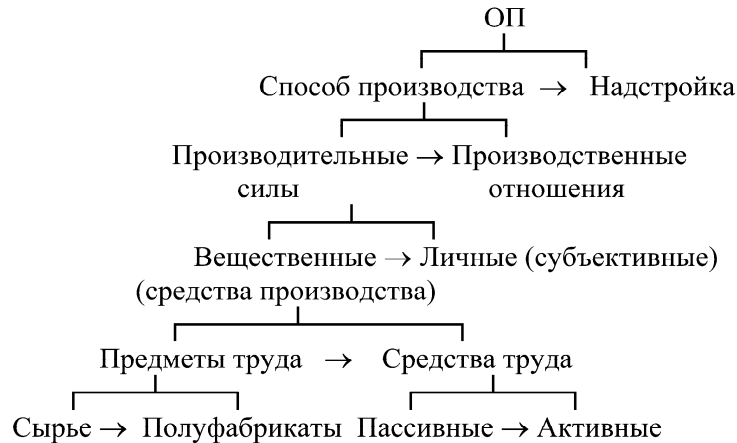 ОП
Способ производства → Надстройка
Производительные → Производственные
силы отношения
Вещественные → Личные (субъективные)
(средства производства)
Предметы труда → Средства труда
Сырье → Полуфабрикаты Пассивные → Активные